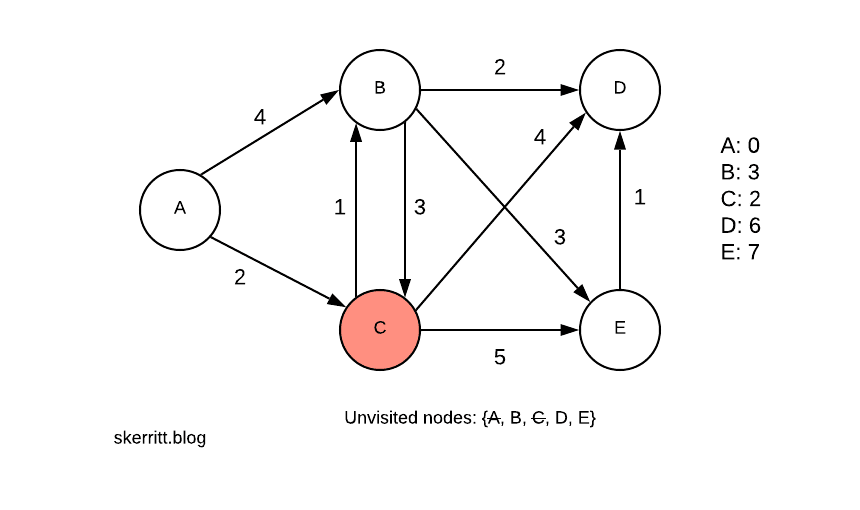 B
2
D
4
4
A: 0
B: 3
A
1
3
1
C: 2
D: 6
3
E: 7
2
C
E
5
Unvisited nodes: {A, B, C, D, E}
skerritt.blog